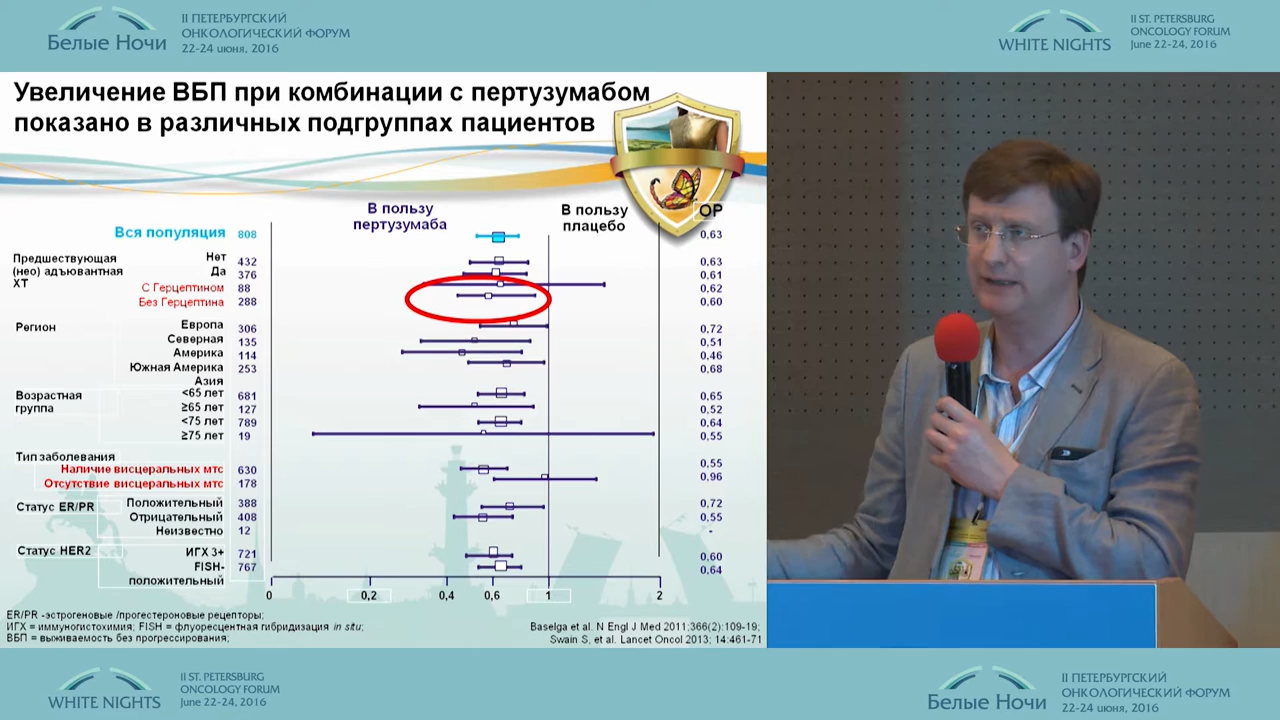 Белые Ночи
II ПЕТЕРБУРГСКИЙ
ОНКОЛОГИЧЕСКИЙ ФОРУМ
22-24 июня, 2016
WHITE NIGHTS
II ST. PETERSBURG
ONCOLOGY FORUM
June 22-24, 2016
Увеличение ВБП при комбинации с пертузумабом
показано в различных подгруппах пациентов
В пользу
пертузумаба
В пользу
плацебо
ОР
Вся популяция 808 0,63
Предшествующая
(нео) адъювантная
ХТ
Нет 432 0,63
Да 376 0,61
С Герцептином 88 0,62
Без Герцептина 288 0,60
Регион
Европа 306 0,72
Северная 135 0,51
Америка 114 0,46
Южная Америка 253 0,68
Азия
Возрастная
группа
<65 лет 681 0,65
≥65 лет 127 0,52
<75 лет 789 0,64
≥75 лет 19 0,55
Тип заболевания
Наличие висцеральных мтс 630 0,55
Отсутствие висцеральных мтс 178 0,96
Статус ER/PR
Положительный 388 0,72
Отрицательный 408 0,55
Неизвестно 12 -
Статус HER2
ИГХ 3+ 721 0,60
FISH- 767 0,64
положительный
0 0,2 0,4 0,6 1 2
ER/PR -эстрогеновые /прогестероновые рецепторы;
ИГХ = иммуногистохимия; FISH = флуоресцентная гибридизация in situ;
ВБП = выживаемость без прогрессирования;
Baselga et al. N Engl J Med 2011;366(2):109-19;
Swain S, et al. Lancet Oncol 2013; 14:461-71
WHITE NIGHTS
II ST. PETERSBURG
ONCOLOGY FORUM
June 22-24, 2016
Белые Ночи
II ПЕТЕРБУРГСКИЙ
ОНКОЛОГИЧЕСКИЙ ФОРУМ
22-24 июня, 2016